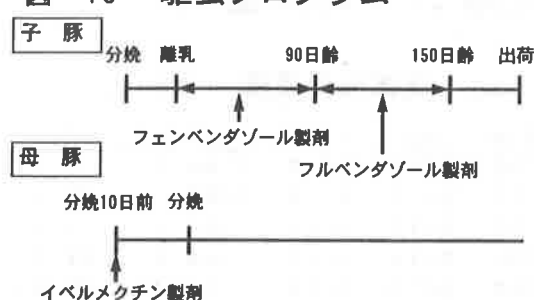 子豚
分娩 離乳 90日齢 150日齢 出荷
フェンベンダゾール製剤
フルベンダゾール製剤
母豚
分娩10日前 分娩
イベルメクチン製剤